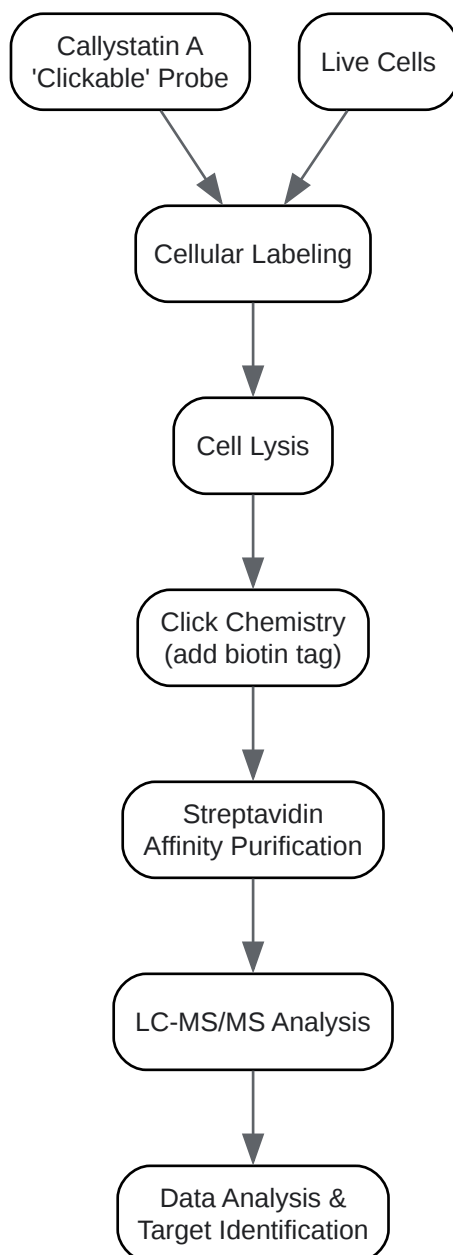 Callystatin A
'Clickable' Probe
Live Cells
Cellular Labeling
Cell Lysis
Click Chemistry
(add biotin tag)
Streptavidin
Affinity Purification
LC-MS/MS Analysis
Data Analysis &
Target Identification